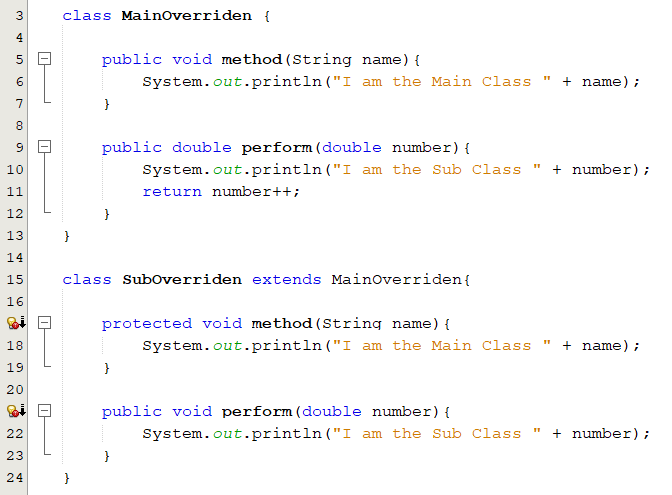 3 class MainOverriden {
4
5 public void method(String name){
6 System.out.println("I am the Main Class " + name);
7 }
8
9 public double perform(double number){
10 System.out.println("I am the Sub Class " + number);
11 return number++;
12 }
13 }
14
15 class SubOverriden extends MainOverriden{
16
protected void method(String name){
18 System.out.println("I am the Main Class " + name);
19 }
20
public void perform(double number){
22 System.out.println("I am the Sub Class " + number);
23 }
24 }